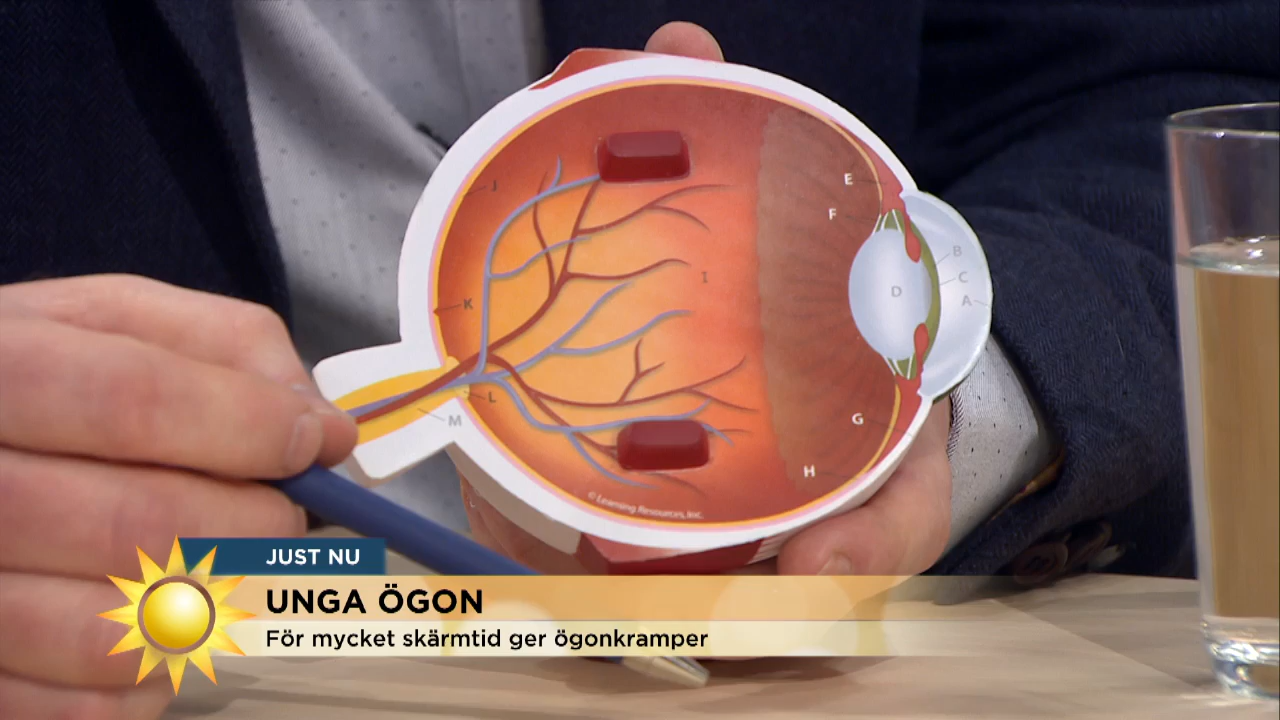 J
E
F
B
C
A
I
D
K
L
M
G
H
© Learning Resources, Inc.
JUST NU
UNGA ÖGON
För mycket skärmtid ger ögonkramper